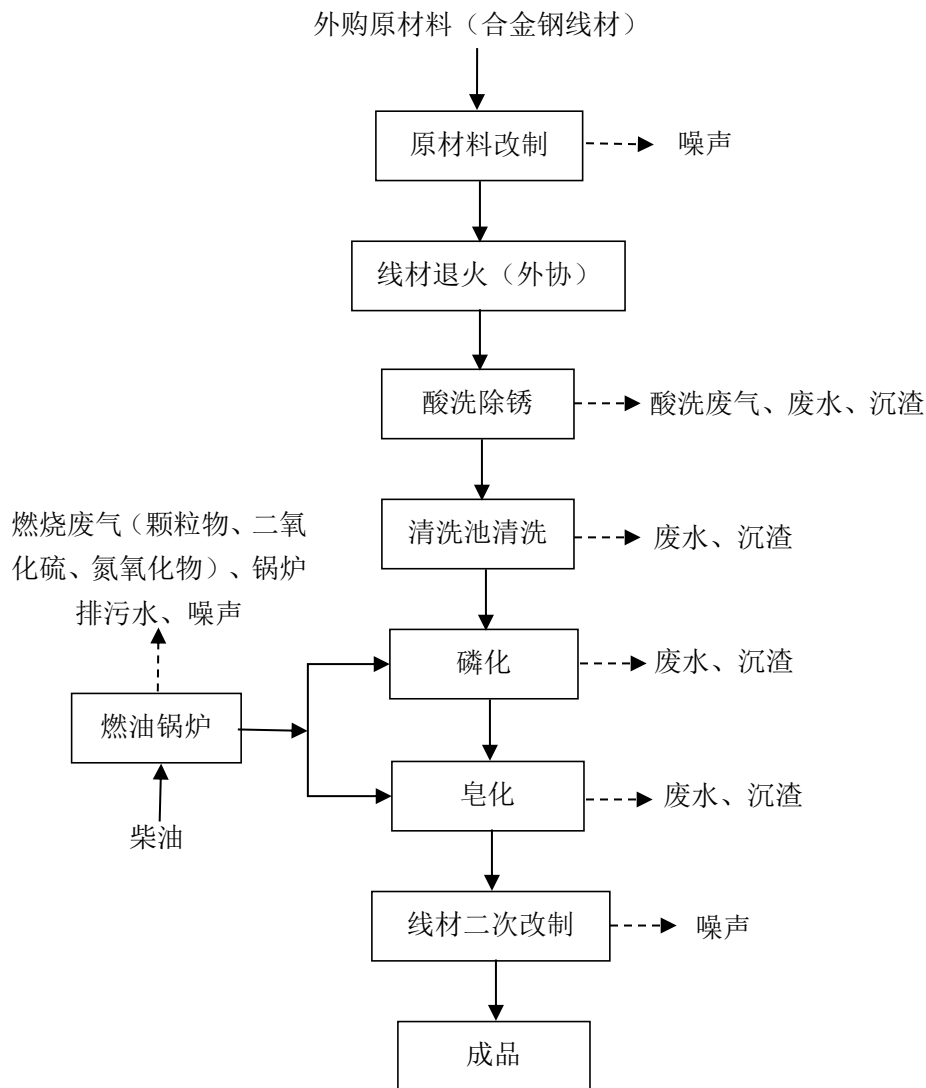 外购原材料（合金钢线材）
原材料改制
噪声
线材退火（外协）
酸洗除锈
酸洗废气、废水、沉渣
清洗池清洗
废水、沉渣
燃烧废气（颗粒物、二氧
化硫、氮氧化物）、锅炉
排污水、噪声
磷化
废水、沉渣
燃油锅炉
皂化
废水、沉渣
柴油
线材二次改制
噪声
成品